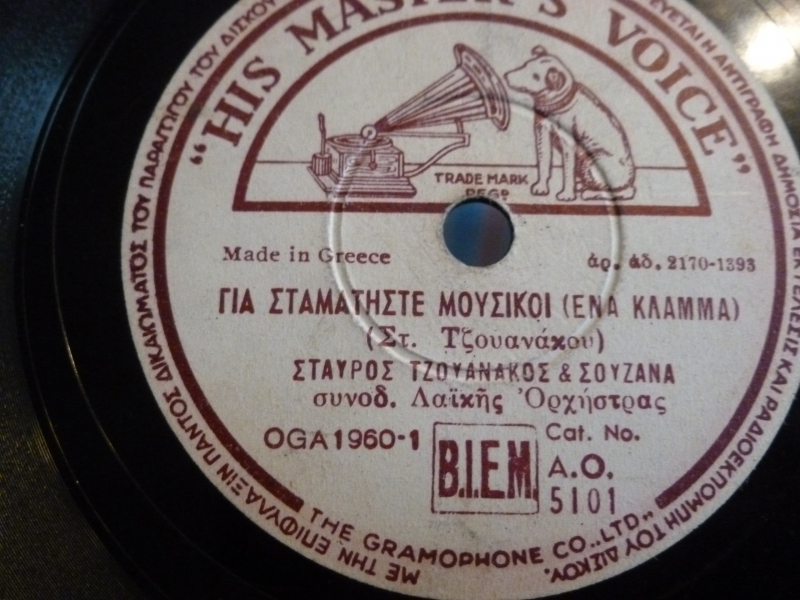 "HIS MASTER'S VOICE"
TRADE MARK
REGD
Made in Greece
ἀρ. ἀδ. 2170-1393
ΓΙΑ ΣΤΑΜΑΤΗΣΤΕ ΜΟΥΣΙΚΟΙ (ΕΝΑ ΚΛΑΜΜΑ)
(Στ. Τζουανάκου)
ΣΤΑΥΡΟΣ ΤΖΟΥΑΝΑΚΟΣ & ΣΟΥΖΑΝΑ
συνοδ. Λαϊκῆς Ὀρχήστρας
OGA1960-1
B.I.E.M.
Cat. No.
A.O.
5101
THE GRAMOPHONE CO., LTD.,
ΜΕ ΤΗΝ ΕΠΙΦΥΛΑΞΙΝ ΠΑΝΤΟΣ ΔΙΚΑΙΩΜΑΤΟΣ ΤΟΥ ΠΑΡΑΓΩΓΟΥ ΤΟΥ ΔΙΣΚΟΥ
ΕΥΕΤΑΙ Η ΑΝΤΙΓΡΑΦΗ ΔΗΜΟΣΙΑ ΕΚΤΕΛΕΣΙΣ ΚΑΙ ΡΑΔΙΟΕΚΠΟΜΠΗ ΤΟΥ ΔΙΣΚΟΥ.